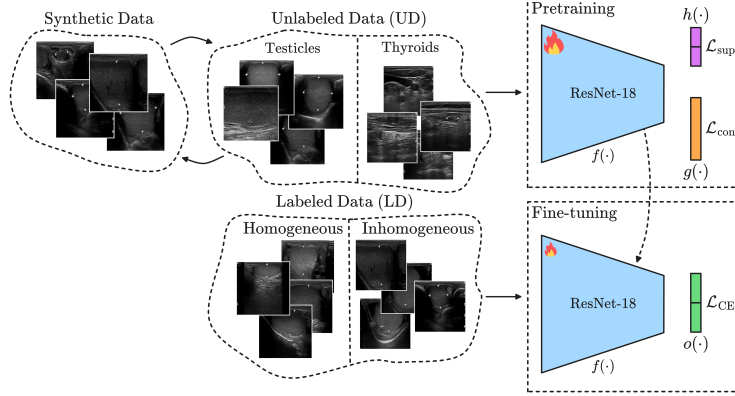 Synthetic Data
Unlabeled Data (UD)
Testicles
Thyroids
Pretraining
h(·)
ℒsup
ResNet-18
ℒcon
f(·)
g(·)
Labeled Data (LD)
Homogeneous
Inhomogeneous
Fine-tuning
ResNet-18
ℒCE
o(·)
f(·)